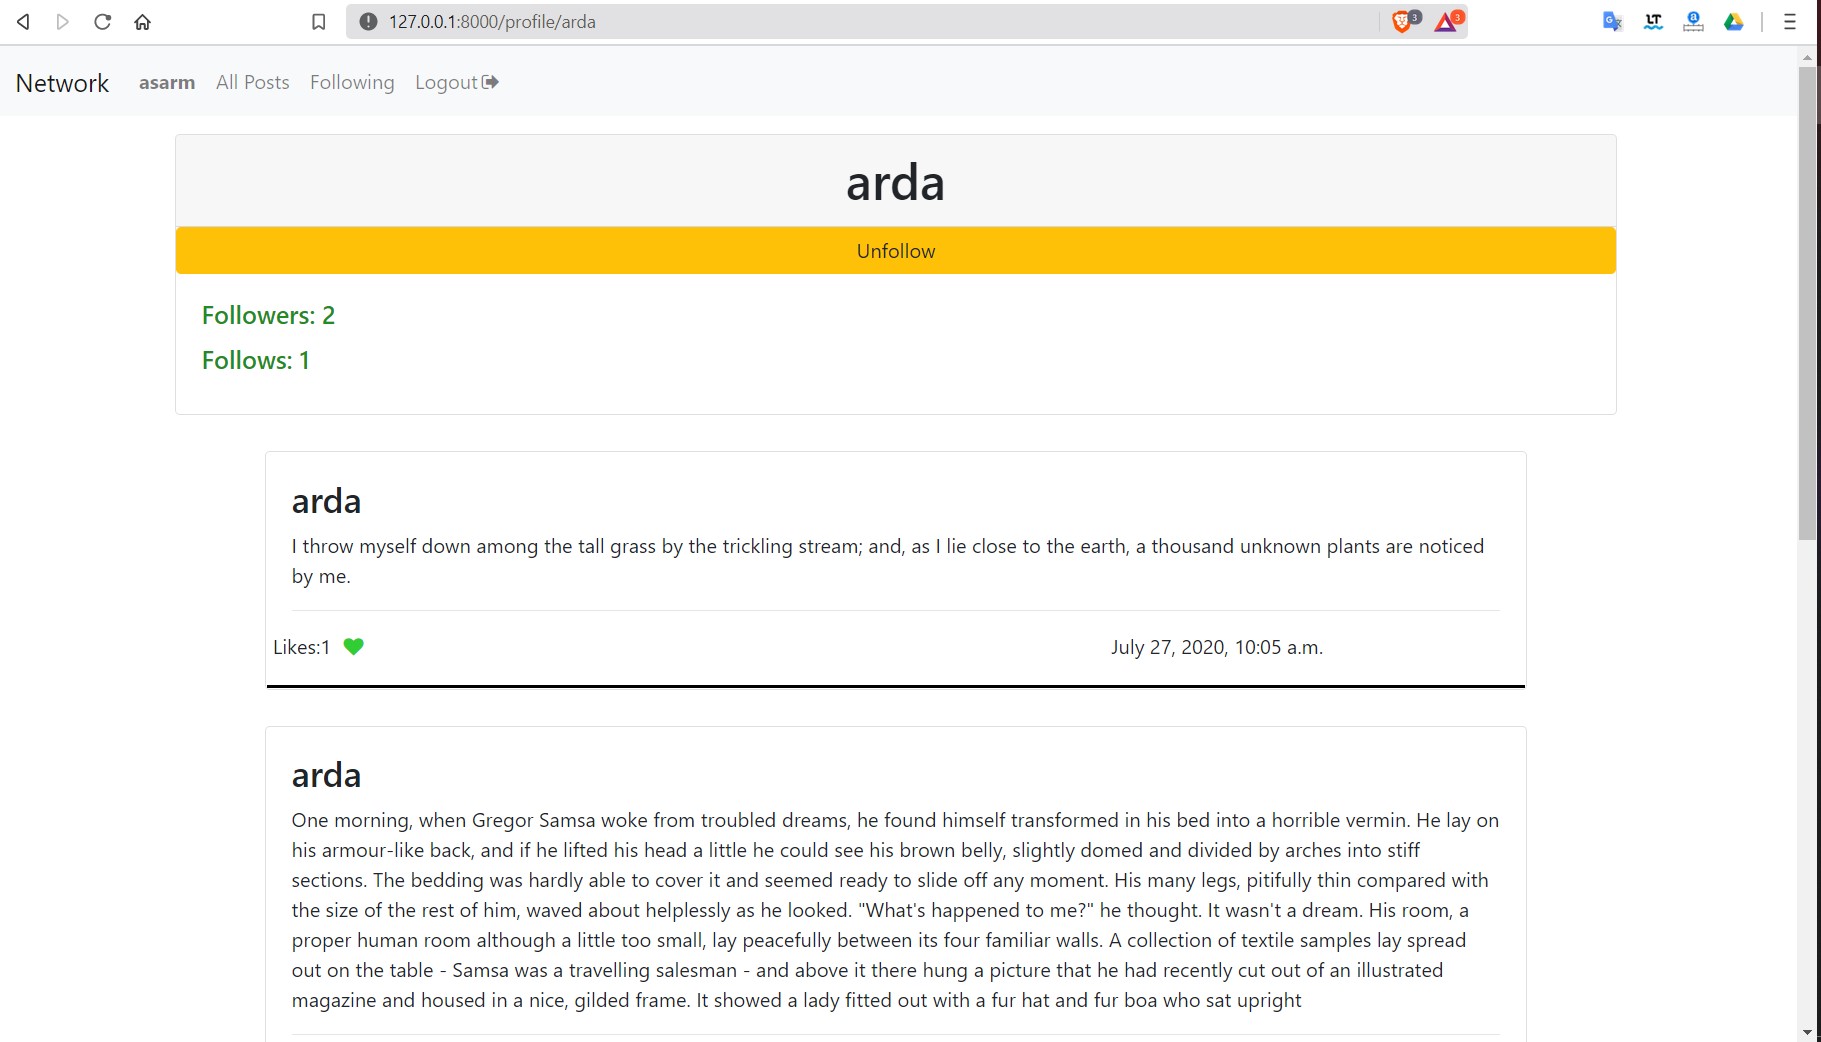 127.0.0.1:8000/profile/arda
3
3
Network asarm All Posts Following Logout
arda
Unfollow
Followers: 2
Follows: 1
arda
I throw myself down among the tall grass by the trickling stream; and, as I lie close to the earth, a thousand unknown plants are noticed
by me.
Likes:1 July 27, 2020, 10:05 a.m.
arda
One morning, when Gregor Samsa woke from troubled dreams, he found himself transformed in his bed into a horrible vermin. He lay on
his armour-like back, and if he lifted his head a little he could see his brown belly, slightly domed and divided by arches into stiff
sections. The bedding was hardly able to cover it and seemed ready to slide off any moment. His many legs, pitifully thin compared with
the size of the rest of him, waved about helplessly as he looked. "What's happened to me?" he thought. It wasn't a dream. His room, a
proper human room although a little too small, lay peacefully between its four familiar walls. A collection of textile samples lay spread
out on the table - Samsa was a travelling salesman - and above it there hung a picture that he had recently cut out of an illustrated
magazine and housed in a nice, gilded frame. It showed a lady fitted out with a fur hat and fur boa who sat upright